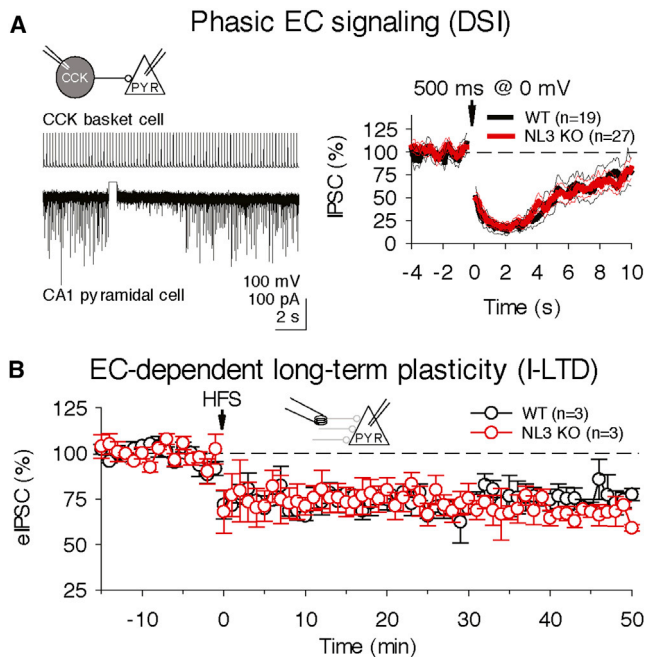 A
Phasic EC signaling (DSI)
CCK
PYR
CCK basket cell
CA1 pyramidal cell
100 mV
100 pA
2 s
500 ms @ 0 mV
WT (n=19)
NL3 KO (n=27)
IPSC (%)
125
100
75
50
25
0
-4 -2 0 2 4 6 8 10
Time (s)
B
EC-dependent long-term plasticity (I-LTD)
HFS
PYR
WT (n=3)
NL3 KO (n=3)
eIPSC (%)
125
100
75
50
25
-10 0 10 20 30 40 50
Time (min)